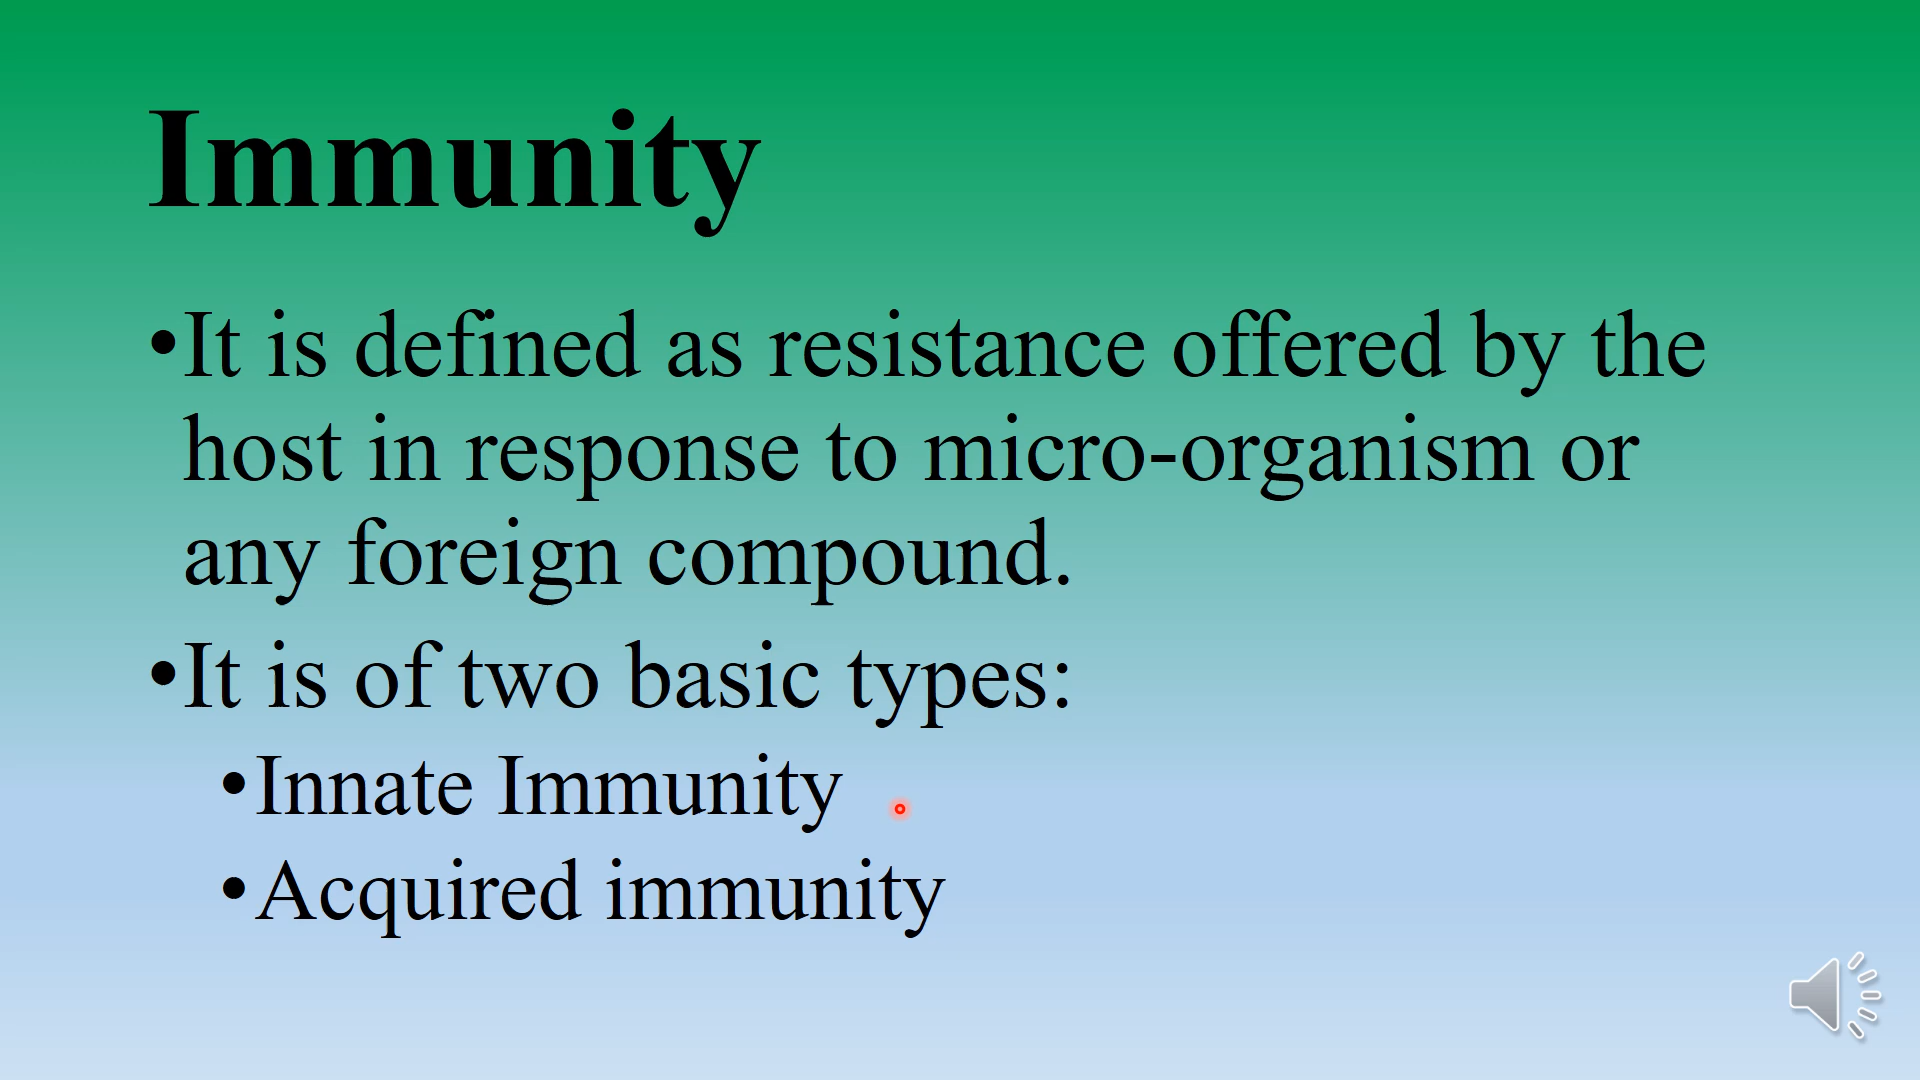 Immunity
•It is defined as resistance offered by the
host in response to micro-organism or
any foreign compound.
•It is of two basic types:
•Innate Immunity
•Acquired immunity